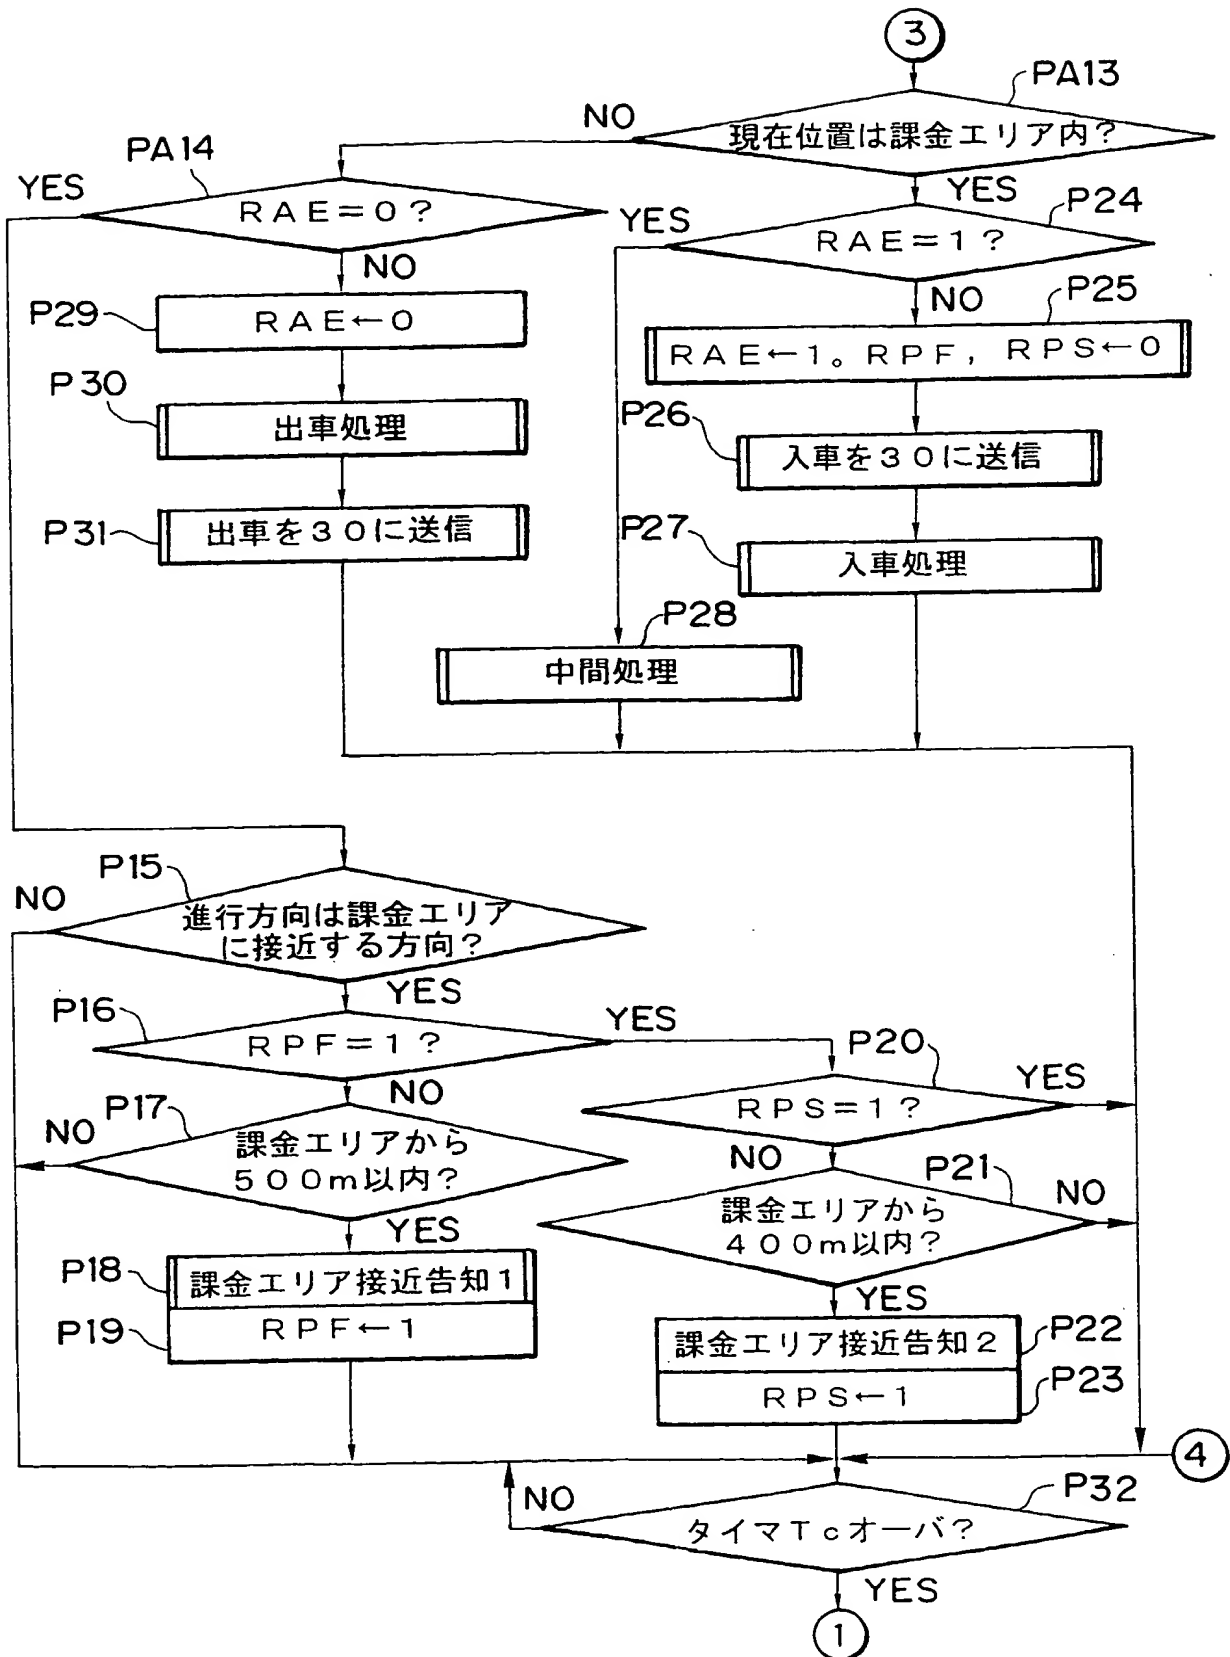 3
PA13
NO
現在位置は課金エリア内?
PA14
YES
YES
P24
RAE=0?
YES
RAE=1?
NO
NO
P25
P29
RAE←0
RAE←1。RPF, RPS←0
P30
出車処理
P26
入車を30に送信
P31
出車を30に送信
P27
入車処理
P28
中間処理
P15
NO
進行方向は課金エリア
に接近する方向?
YES
P16
RPF=1?
YES
P20
YES
NO
RPS=1?
P17
NO
課金エリアから
500m以内?
NO
P21
NO
課金エリアから
400m以内?
YES
P18
課金エリア接近告知1
YES
P19
RPF←1
課金エリア接近告知2
P22
RPS←1
P23
4
NO
P32
タイマTcオーバ?
YES
1